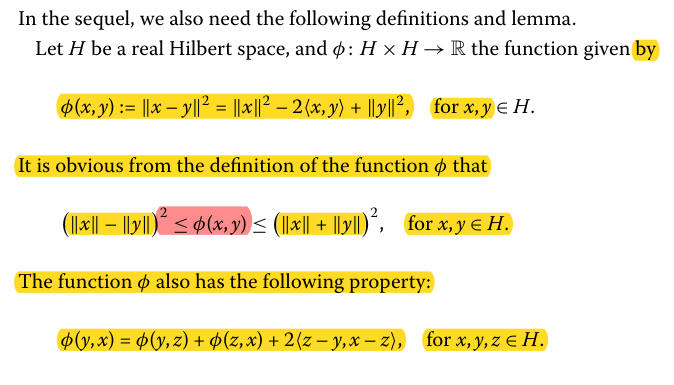 In the sequel, we also need the following definitions and lemma.
Let H be a real Hilbert space, and ϕ: H × H → ℝ the function given by
ϕ(x, y) := ‖x − y‖² = ‖x‖² − 2⟨x, y⟩ + ‖y‖², for x, y ∈ H.
It is obvious from the definition of the function ϕ that
(‖x‖ − ‖y‖)² ≤ ϕ(x, y) ≤ (‖x‖ + ‖y‖)², for x, y ∈ H.
The function ϕ also has the following property:
ϕ(y, x) = ϕ(y, z) + ϕ(z, x) + 2⟨z − y, x − z⟩, for x, y, z ∈ H.